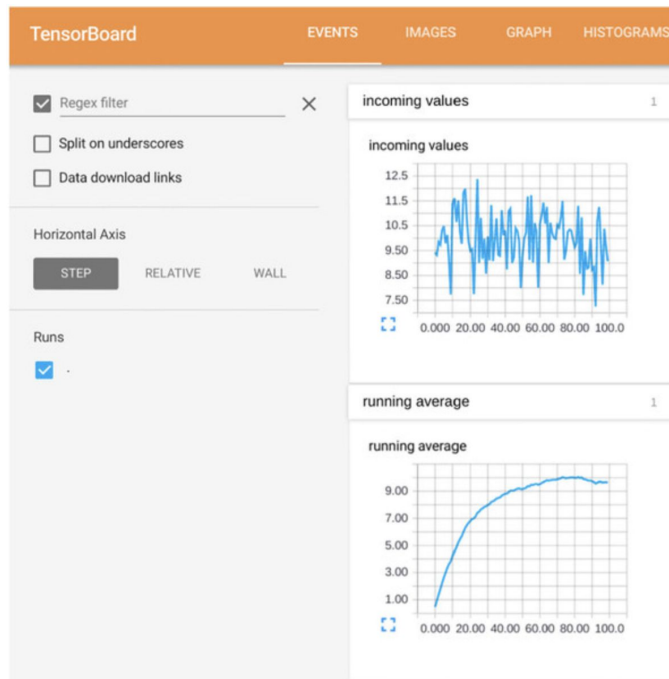 TensorBoard EVENTS IMAGES GRAPH HISTOGRAMS
Regex filter
Split on underscores
Data download links
Horizontal Axis
STEP RELATIVE WALL
Runs
.
incoming values 1
incoming values
12.5
11.5
10.5
9.50
8.50
7.50
0.000 20.00 40.00 60.00 80.00 100.0
running average 1
running average
9.00
7.00
5.00
3.00
1.00
0.000 20.00 40.00 60.00 80.00 100.0